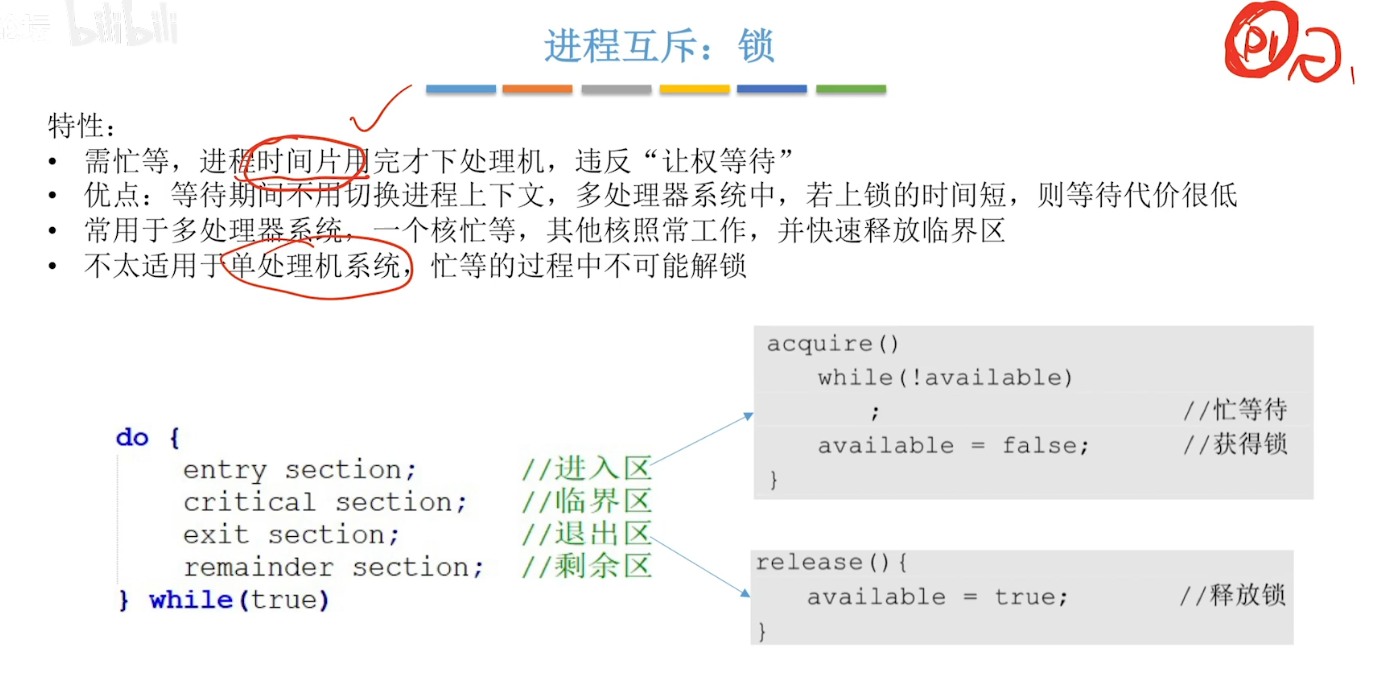 bilibili
进程互斥：锁
P1
特性：
• 需忙等，进程时间片用完才下处理机，违反“让权等待”
• 优点：等待期间不用切换进程上下文，多处理器系统中，若上锁的时间短，则等待代价很低
• 常用于多处理器系统，一个核忙等，其他核照常工作，并快速释放临界区
• 不太适用于单处理机系统，忙等的过程中不可能解锁
do {
entry section; //进入区
critical section; //临界区
exit section; //退出区
remainder section; //剩余区
} while(true)
acquire()
while(!available)
; //忙等待
available = false; //获得锁
}
release(){
available = true; //释放锁
}